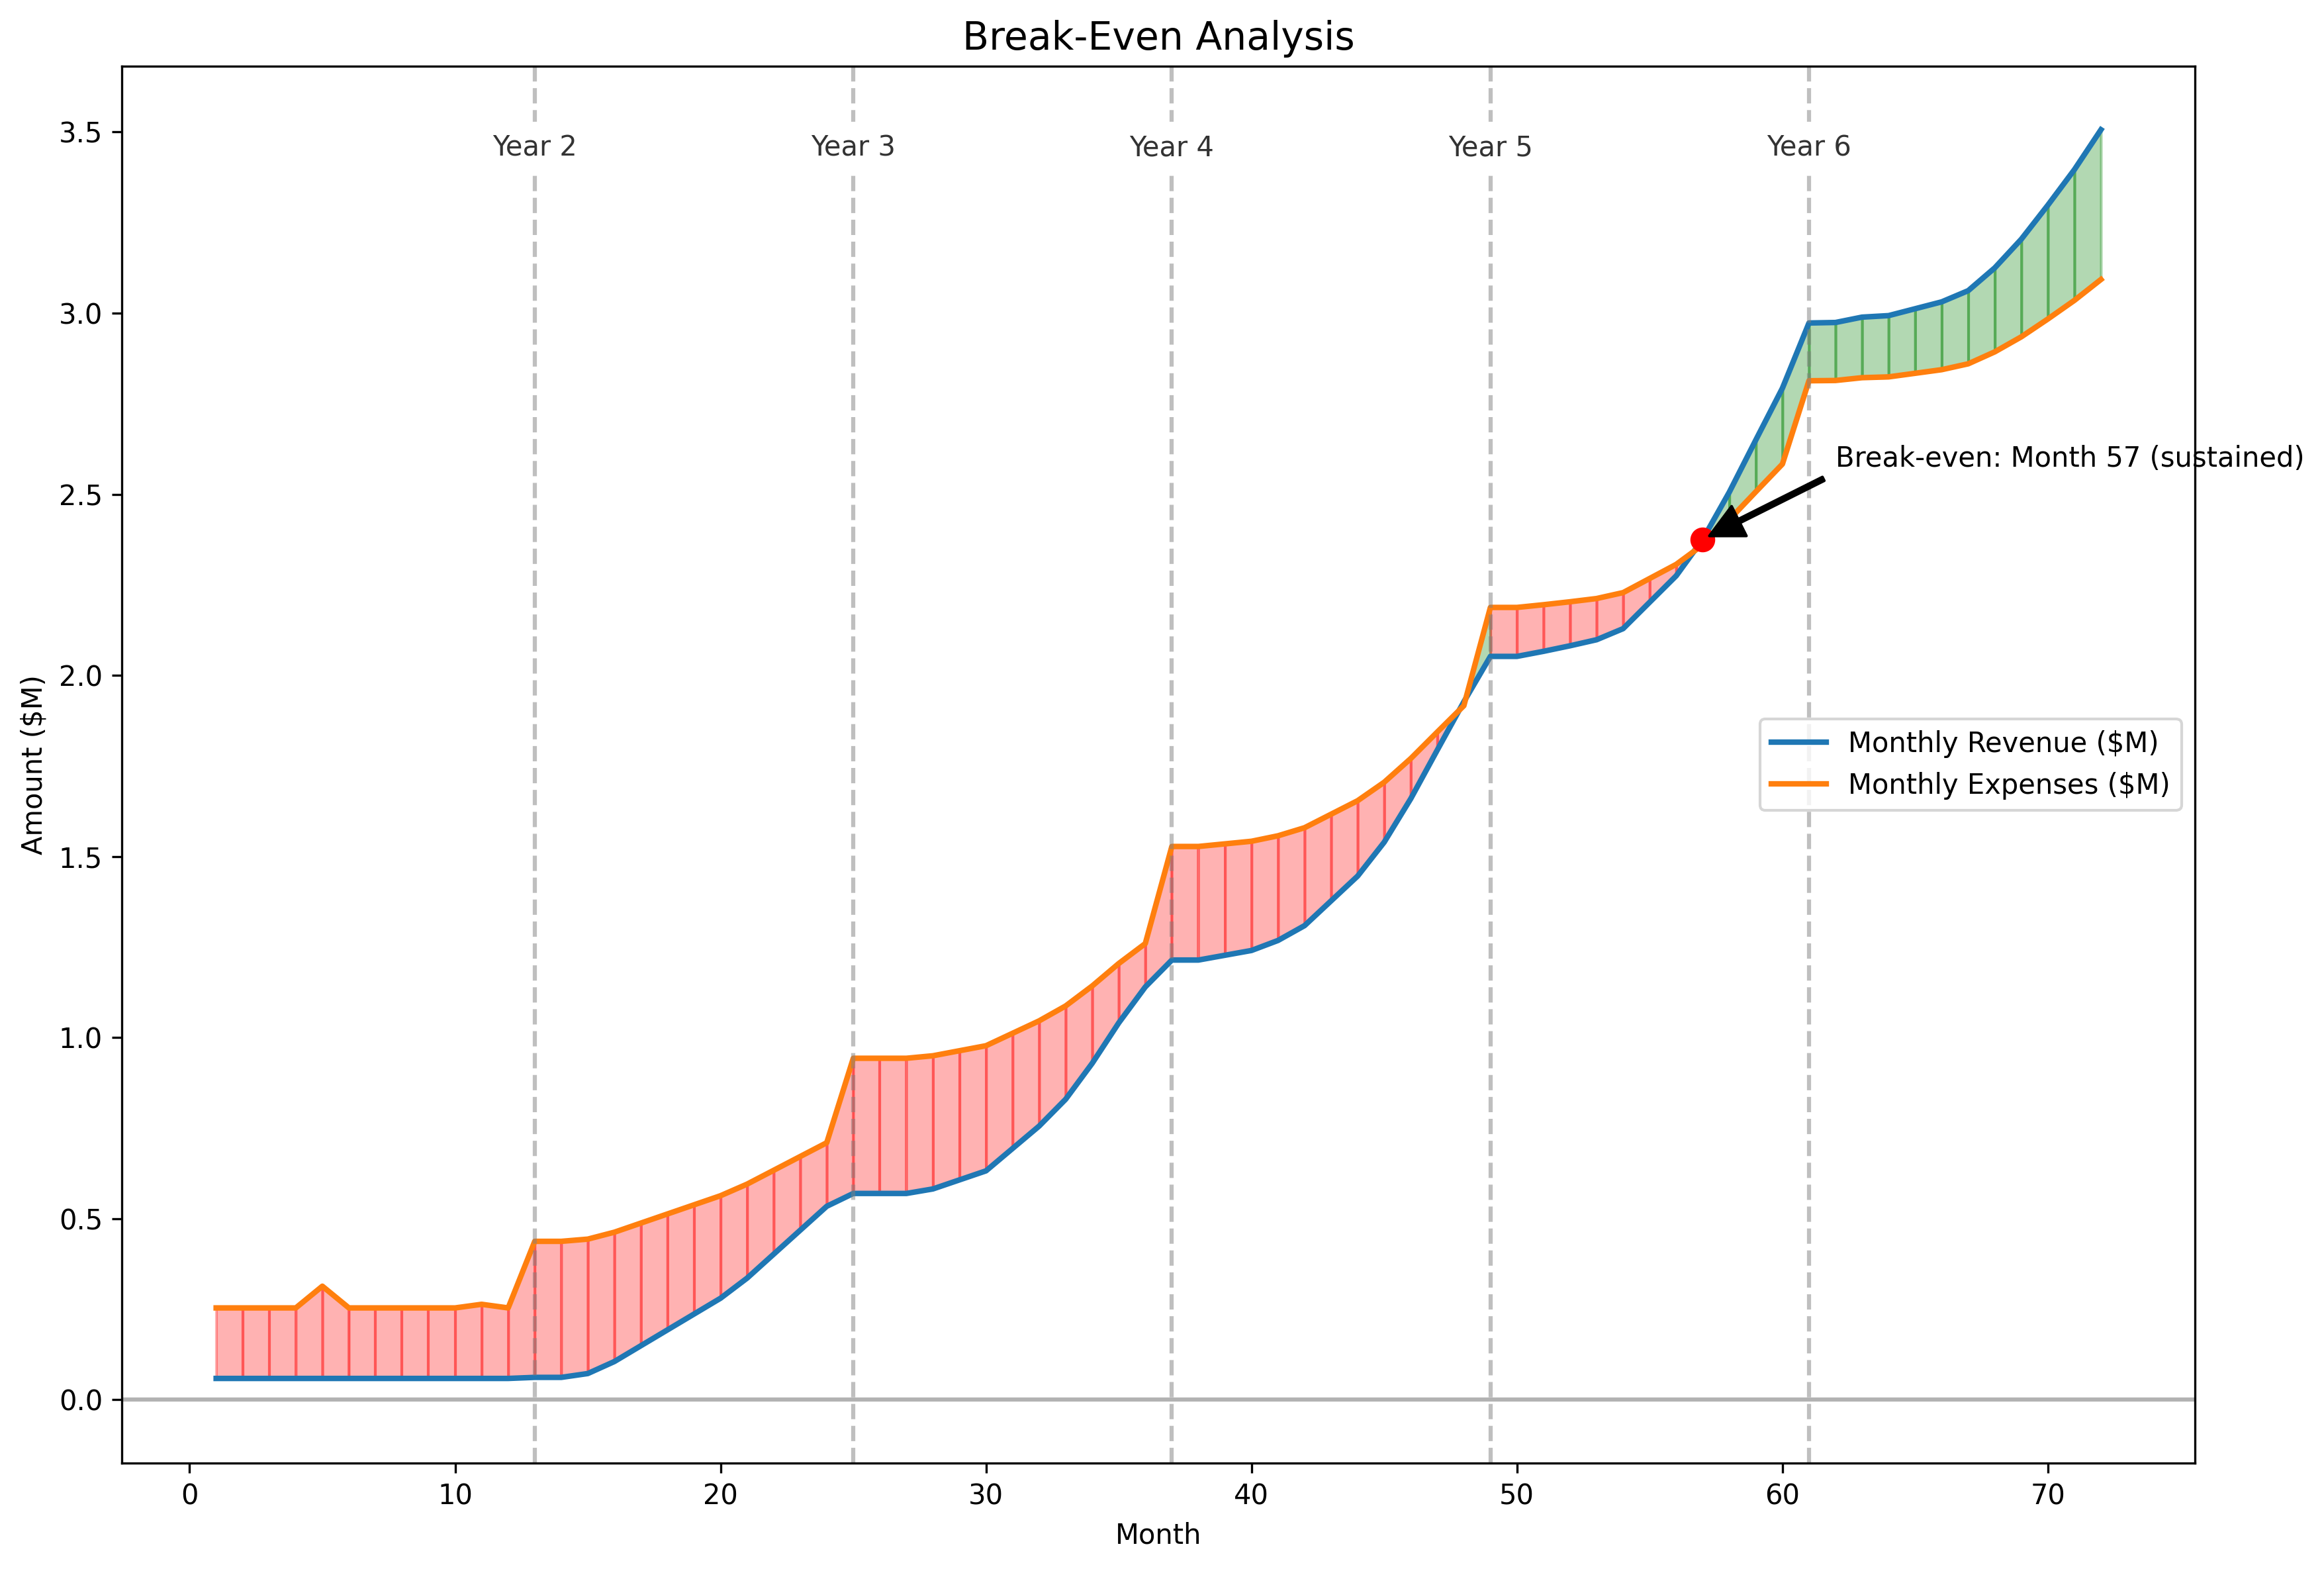 Break-Even Analysis
Year 2
Year 3
Year 4
Year 5
Year 6
3.5
3.0
2.5
2.0
1.5
1.0
0.5
0.0
Amount ($M)
Break-even: Month 57 (sustained)
Monthly Revenue ($M)
Monthly Expenses ($M)
0
10
20
30
40
50
60
70
Month